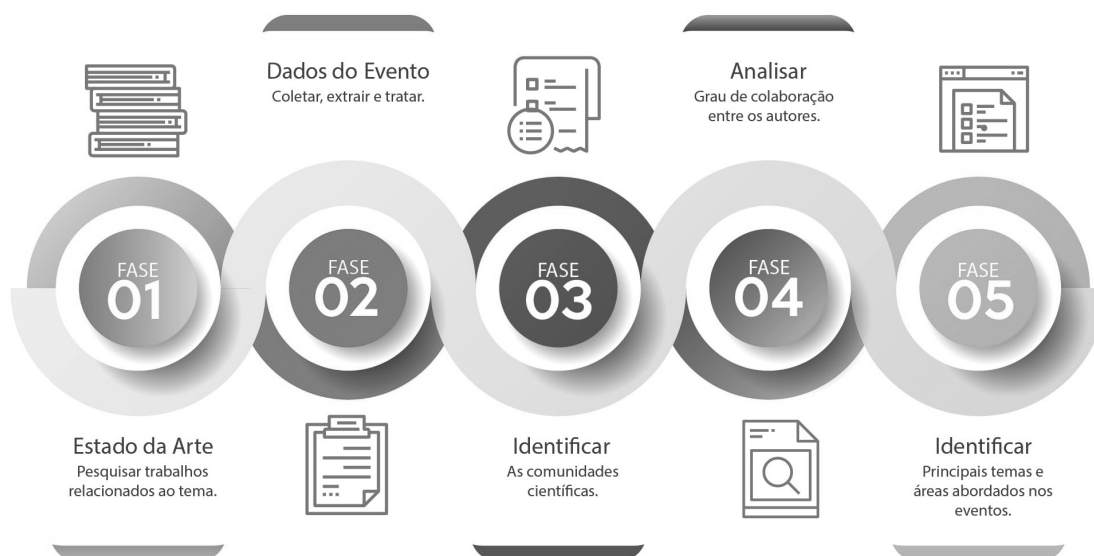 Dados do Evento
Coletar, extrair e tratar.
Analisar
Grau de colaboração
entre os autores.
FASE
01
FASE
02
FASE
03
FASE
04
FASE
05
Estado da Arte
Pesquisar trabalhos
relacionados ao tema.
Identificar
As comunidades
científicas.
Identificar
Principais temas e
áreas abordados nos
eventos.